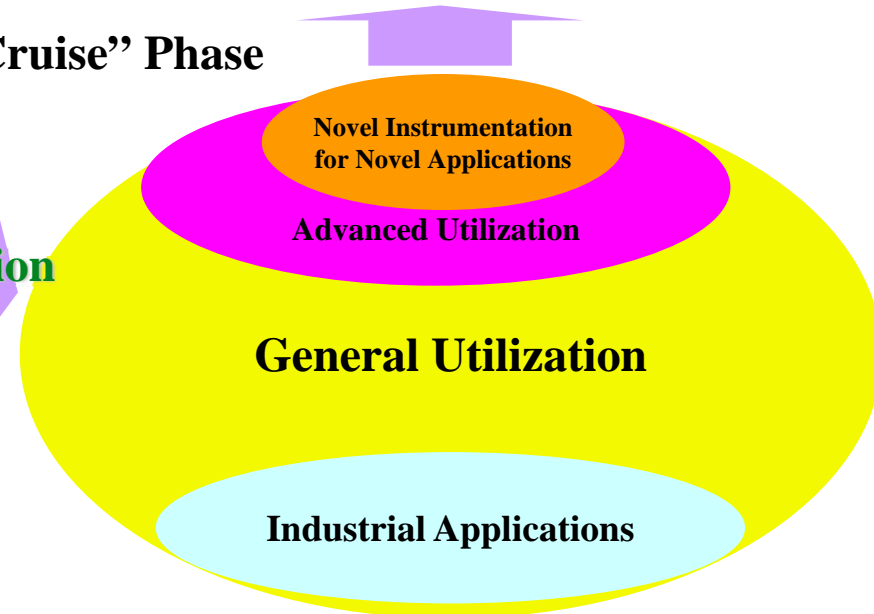 Cruise” Phase
Novel Instrumentation
for Novel Applications
Advanced Utilization
ion
General Utilization
Industrial Applications